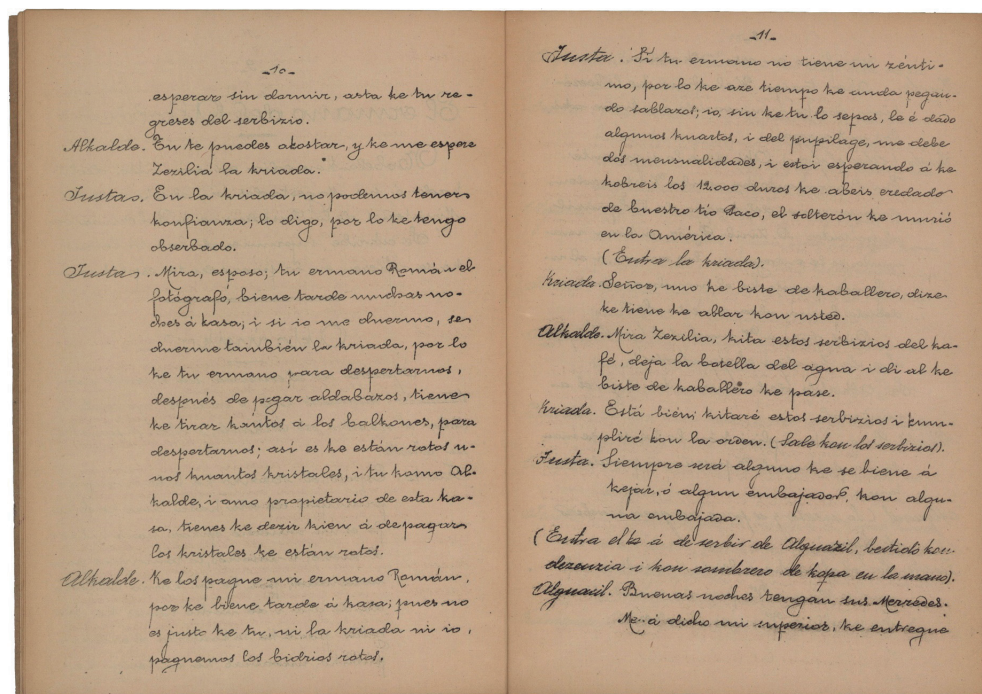 -10-
esperar sin dormir, asta ke tu re-
greses del serbizio.
Alkalde. Tu te puedes akostar, y ke me espere
Zezilia la kriada.
Justa. En la kriada, no podemos tener
konfianza; lo digo, por lo ke tengo
obserbado.
Justa. Mira, esposo; tu ermano Román el
fotógrafó, biene tarde muchas no-
ches á kasa; i si io me duermo, se
duerme también la kriada, por lo
ke tu ermano para despertarnos,
después de pegar aldabazos, tiene
ke tirar kantos á los balkones, para
despertarnos; así es ke están rotos u-
nos kuantos kristales, i tu komo Al-
kalde, i amo propietario de esta ka-
sa, tienes ke dezir kien á de pagar
los kristales ke están rotos.
Alkalde. Ke los pague mi ermano Román,
por ke biene tarde á kasa; pues no
es justo ke tu, ni la kriada ni io,
paguemos los bidrios rotos.
-11-
Justa. Si tu ermano no tiene mi zénti-
mo, por lo ke aze tiempo ke anda pegan-
do sablazos; io, sin ke tu lo sepas, le é dado
algunos kuartos, i del pupilage, me debe
dos mensualidades, i estoi esperando á ke
kobreis los 12.000 duros ke abeis eredado
de buestro tío Paco, el solterón ke murió
en la América.
(Entra la kriada).
Kriada. Señor, uno ke biste de kaballero, dize
ke tiene ke ablar kon usted.
Alkalde. Mira Zezilia, kita estos serbizios del ka-
fé, deja la botella del agua i di al ke
biste de kaballero ke pase.
Kriada. Está bién; kitaré estos serbizios i kum-
pliré kon la orden. (Sale kon los serbizios).
Justa. Siempre será alguno ke se biene á
kejar, ó algun embajador, kon algu-
na embajada.
(Entra el ke á de serbir de Alguazil, bestido kon
dezenzia i kon sombrero de kopa en la mano).
Alguazil. Buenas noches tengan sus Merzedes.
Me á dicho mi superior, ke entregue